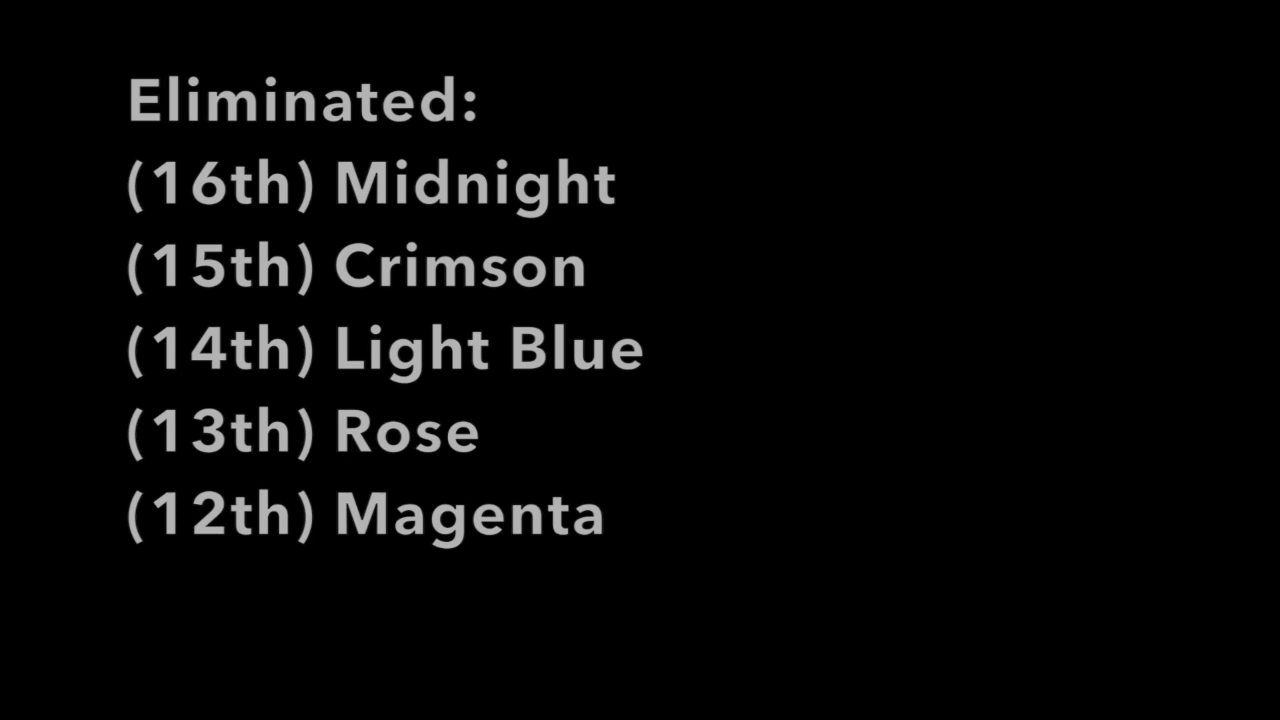 Eliminated:
(16th) Midnight
(15th) Crimson
(14th) Light Blue
(13th) Rose
(12th) Magenta